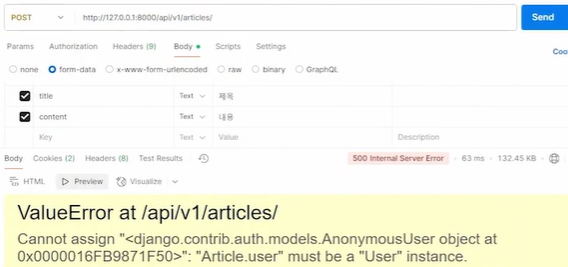 POST http://127.0.0.1:8000/api/v1/articles/ Send
Params Authorization Headers (9) Body Scripts Settings
Coo
none form-data x-www-form-urlencoded raw binary GraphQL
title Text 제목
content Text 내용
Key Text Value Description
Body Cookies (2) Headers (8) Test Results 500 Internal Server Error 63 ms 132.45 KB
HTML Preview Visualize
ValueError at /api/v1/articles/
Cannot assign "<django.contrib.auth.models.AnonymousUser object at
0x0000016FB9871F50>": "Article.user" must be a "User" instance.